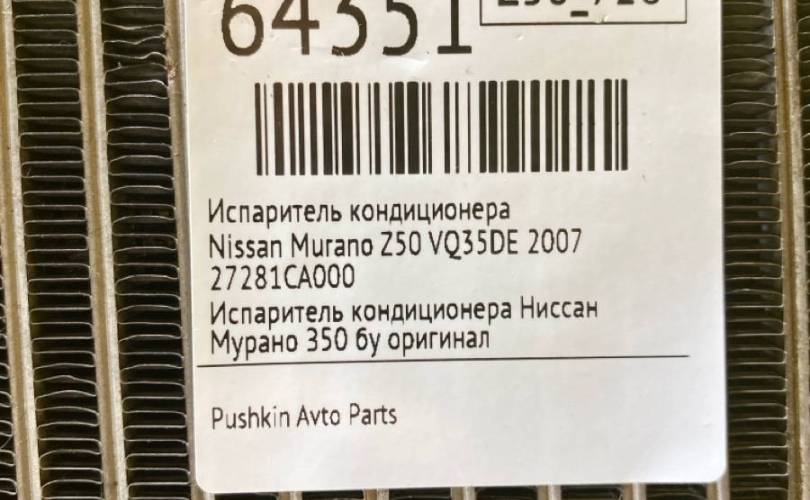 64351
Испаритель кондиционера
Nissan Murano Z50 VQ35DE 2007
27281CA000
Испаритель кондиционера Ниссан
Мурано 350 бу оригинал
Pushkin Avto Parts